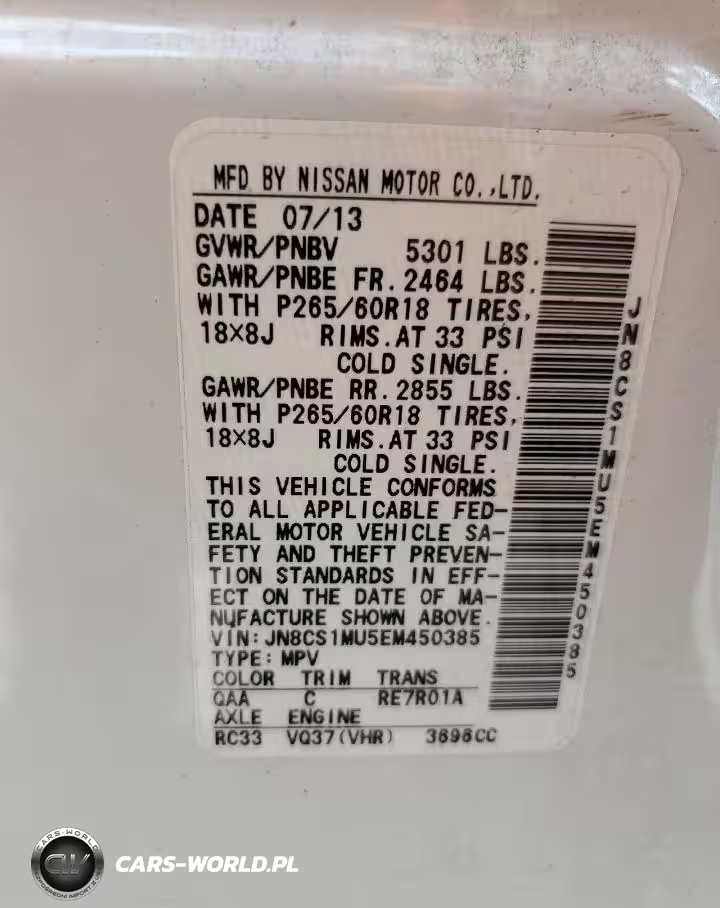 MFD BY NISSAN MOTOR CO.,LTD.
DATE 07/13
GVWR/PNBV 5301 LBS.
GAWR/PNBE FR. 2464 LBS.
WITH P265/60R18 TIRES,
18×8J RIMS. AT 33 PSI
COLD SINGLE.
GAWR/PNBE RR. 2855 LBS.
WITH P265/60R18 TIRES,
18×8J RIMS. AT 33 PSI
COLD SINGLE.
THIS VEHICLE CONFORMS
TO ALL APPLICABLE FED-
ERAL MOTOR VEHICLE SA-
FETY AND THEFT PREVEN-
TION STANDARDS IN EFF-
ECT ON THE DATE OF MA-
NUFACTURE SHOWN ABOVE.
VIN: JN8CS1MU5EM450385
TYPE: MPV
COLOR TRIM TRANS
QAA C RE7R01A
AXLE ENGINE
RC33 VQ37(VHR) 3696CC
JN8CS1MU5EM450385
CARS-WORLD
CW
CARS-WORLD.PL